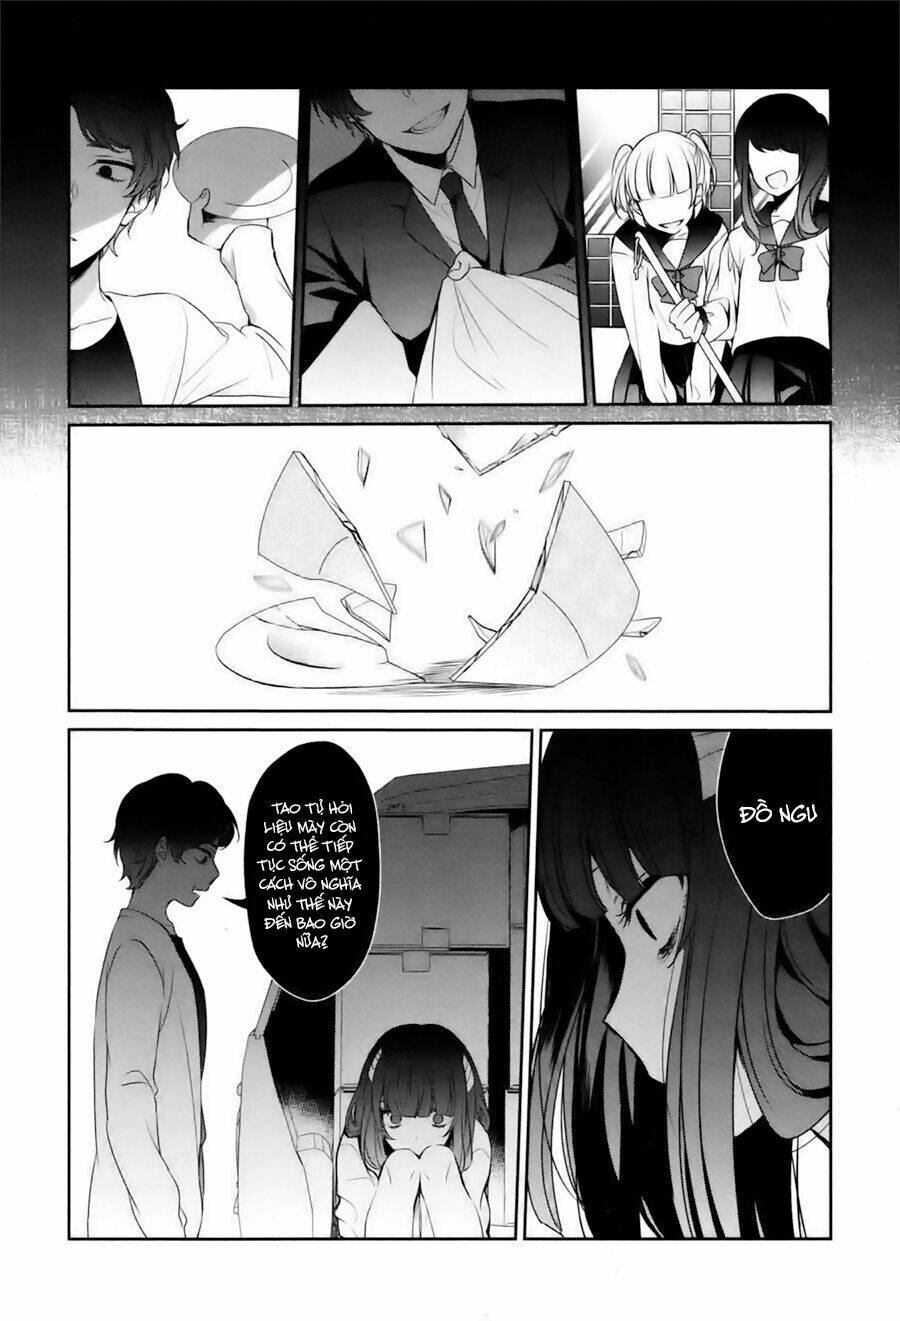 ĐỒ NGU
TAO TỰ HỎI
LIỆU MÀY CÒN
CÓ THỂ TIẾP
TỤC SỐNG MỘT
CÁCH VÔ NGHĨA
NHƯ THẾ NÀY
ĐẾN BAO GIỜ
NỮA?